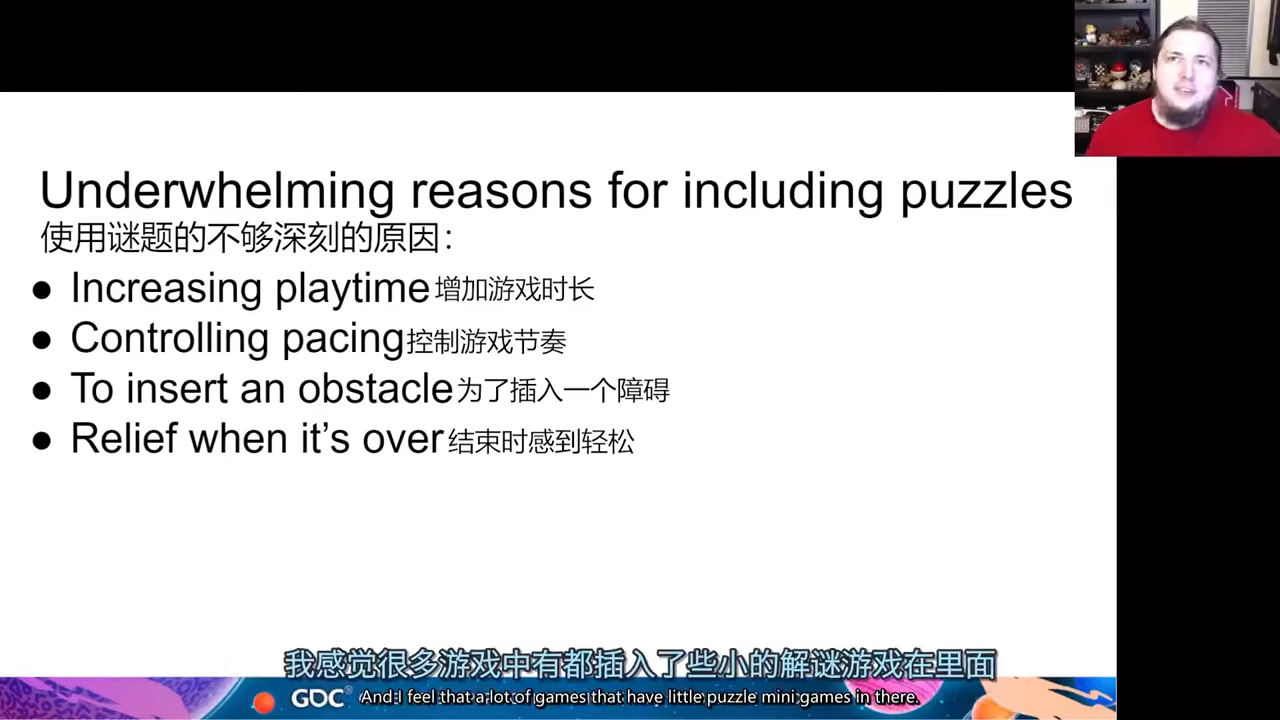 Underwhelming reasons for including puzzles
使用谜题的不够深刻的原因：
● Increasing playtime 增加游戏时长
● Controlling pacing 控制游戏节奏
● To insert an obstacle 为了插入一个障碍
● Relief when it's over 结束时感到轻松
我感觉很多游戏中有都插入了些小的解谜游戏在里面
GDC And I feel that a lot of games that have little puzzle mini games in there.